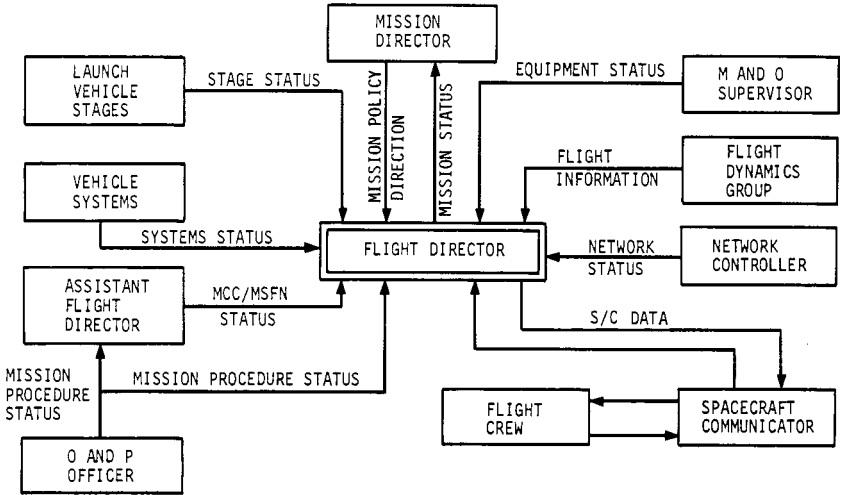 MISSION
DIRECTOR
LAUNCH
VEHICLE
STAGES
STAGE STATUS
MISSION POLICY
DIRECTION
MISSION STATUS
EQUIPMENT STATUS
M AND O
SUPERVISOR
FLIGHT
INFORMATION
FLIGHT
DYNAMICS
GROUP
VEHICLE
SYSTEMS
SYSTEMS STATUS
FLIGHT DIRECTOR
NETWORK
STATUS
NETWORK
CONTROLLER
ASSISTANT
FLIGHT
DIRECTOR
MCC/MSFN
STATUS
S/C DATA
MISSION
PROCEDURE
STATUS
MISSION PROCEDURE STATUS
FLIGHT
CREW
SPACECRAFT
COMMUNICATOR
O AND P
OFFICER